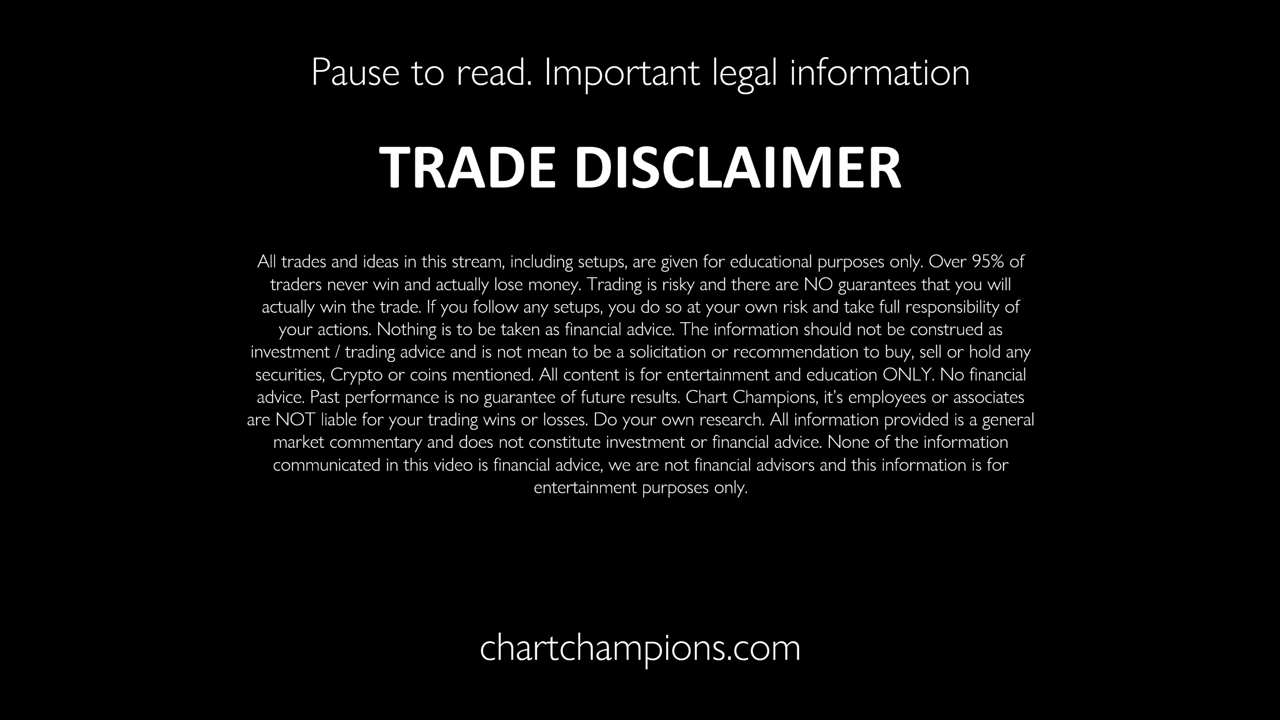 Pause to read. Important legal information
TRADE DISCLAIMER
All trades and ideas in this stream, including setups, are given for educational purposes only. Over 95% of
traders never win and actually lose money. Trading is risky and there are NO guarantees that you will
actually win the trade. If you follow any setups, you do so at your own risk and take full responsibility of
your actions. Nothing is to be taken as financial advice. The information should not be construed as
investment / trading advice and is not mean to be a solicitation or recommendation to buy, sell or hold any
securities, Crypto or coins mentioned. All content is for entertainment and education ONLY. No financial
advice. Past performance is no guarantee of future results. Chart Champions, it’s employees or associates
are NOT liable for your trading wins or losses. Do your own research. All information provided is a general
market commentary and does not constitute investment or financial advice. None of the information
communicated in this video is financial advice, we are not financial advisors and this information is for
entertainment purposes only.
chartchampions.com